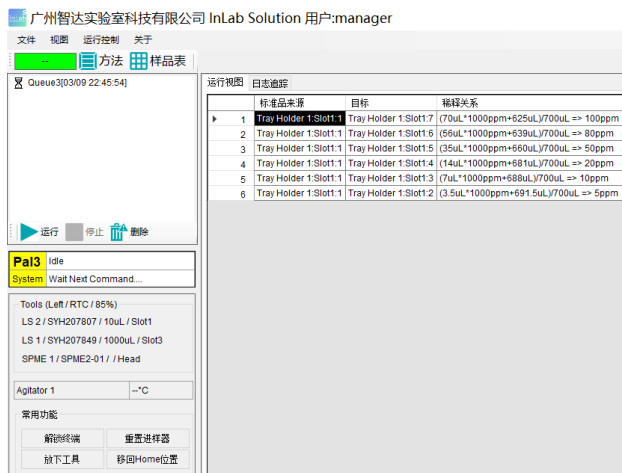 广州智达实验室科技有限公司 InLab Solution 用户:manager
文件 视图 运行控制 关于
-- 方法 样品表
Queue3[03/09 22:45:54]
运行视图 日志追踪
标准品来源 目标 稀释关系
1 Tray Holder 1:Slot1:1 Tray Holder 1:Slot1:7 (70uL*1000ppm+625uL)/700uL => 100ppm
2 Tray Holder 1:Slot1:1 Tray Holder 1:Slot1:6 (56uL*1000ppm+639uL)/700uL => 80ppm
3 Tray Holder 1:Slot1:1 Tray Holder 1:Slot1:5 (35uL*1000ppm+660uL)/700uL => 50ppm
4 Tray Holder 1:Slot1:1 Tray Holder 1:Slot1:4 (14uL*1000ppm+681uL)/700uL => 20ppm
5 Tray Holder 1:Slot1:1 Tray Holder 1:Slot1:3 (7uL*1000ppm+688uL)/700uL => 10ppm
6 Tray Holder 1:Slot1:1 Tray Holder 1:Slot1:2 (3.5uL*1000ppm+691.5uL)/700uL => 5ppm
运行 停止 删除
Pal3 Idle
System Wait Next Command....
Tools (Left / RTC / 85%)
LS 2 / SYH207807 / 10uL / Slot1
LS 1 / SYH207849 / 1000uL / Slot3
SPME 1 / SPME2-01 / / Head
Agitator 1 --°C
常用功能
解锁终端 重置进样器
放下工具 移回Home位置